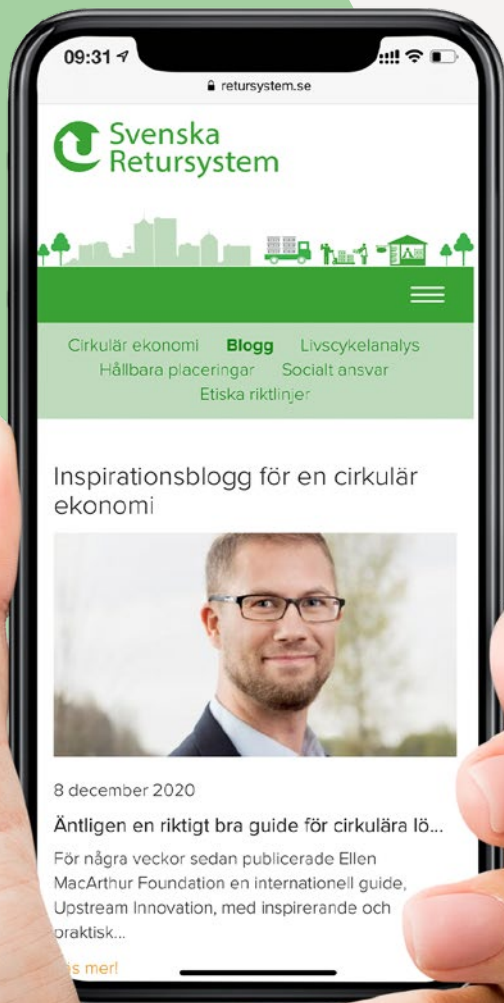 09:31
retursystem.se
Svenska
Retursystem
Cirkulär ekonomi Blogg Livscykelanalys
Hållbara placeringar Socialt ansvar
Etiska riktlinjer
Inspirationsblogg för en cirkulär
ekonomi
8 december 2020
Äntligen en riktigt bra guide för cirkulära lö...
För några veckor sedan publicerade Ellen
MacArthur Foundation en internationell guide,
Upstream Innovation, med inspirerande och
praktisk...
mer!